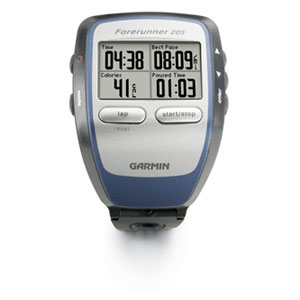 Forerunner 205
Time Best Pace
04:38 08:09
Calories Paused Time
41 01:03
lap start/stop
reset
GARMIN